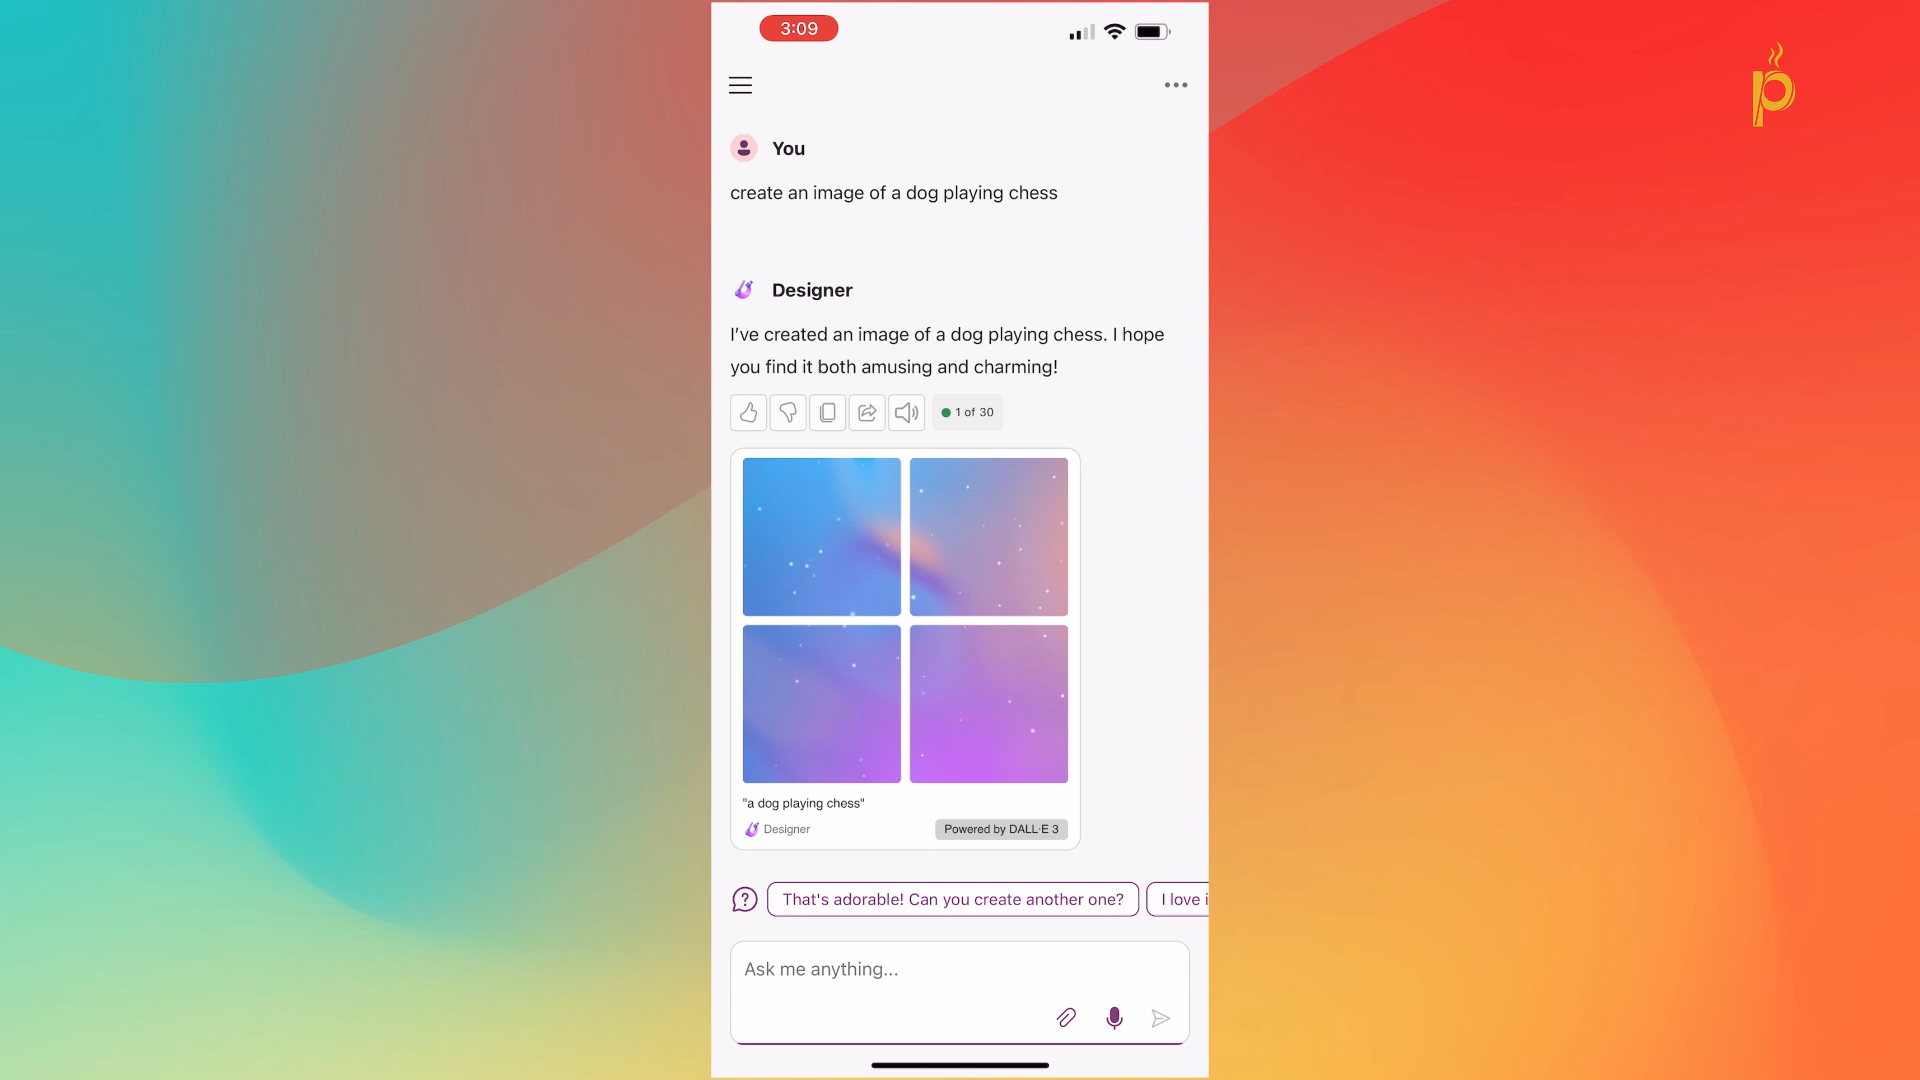 3:09
You
create an image of a dog playing chess
Designer
I've created an image of a dog playing chess. I hope
you find it both amusing and charming!
1 of 30
"a dog playing chess"
Designer
Powered by DALL·E 3
That's adorable! Can you create another one?
I love i
Ask me anything...
p